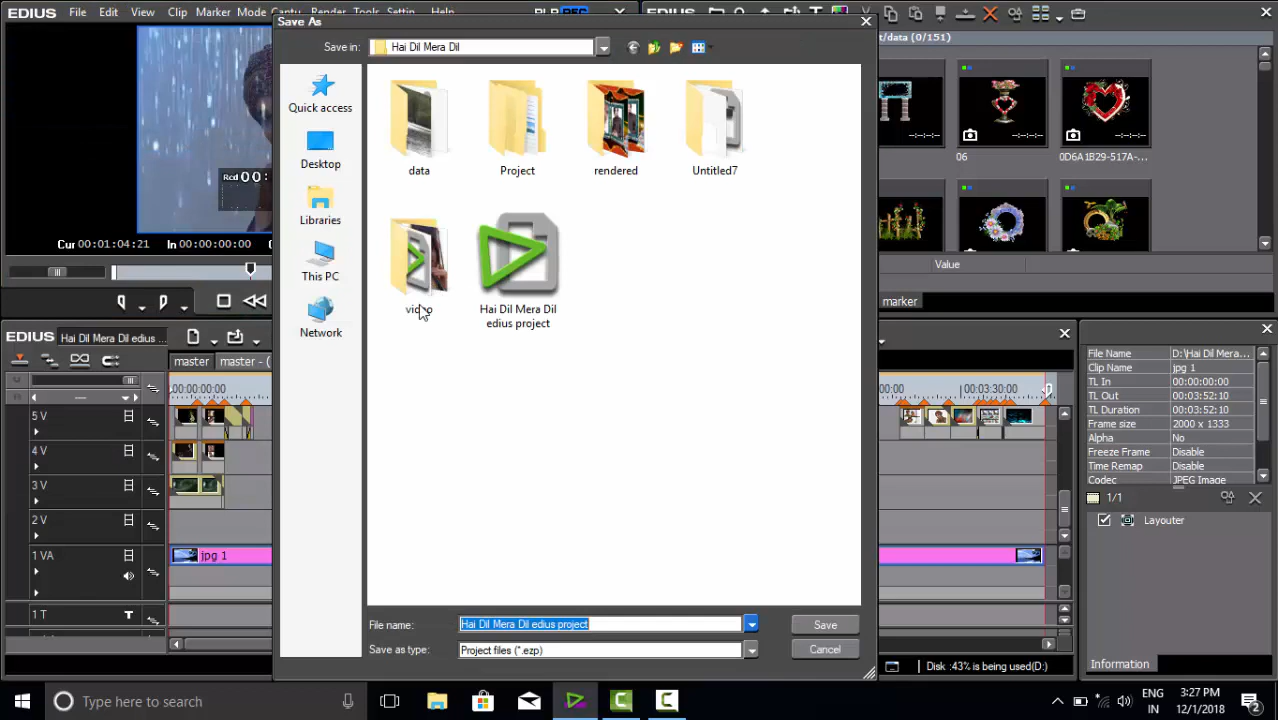 EDIUS File Edit View Clip Marker Render Tools
Save As
t/data (0/151)
Save in: Hai Dil Mera Dil
Quick access
Desktop
Libraries
This PC
Network
data
Project
rendered
Untitled7
video
Hai Dil Mera Dil
edius project
File name: Hai Dil Mera Dil edius project
Save as type: Project files (*.ezp)
Save
Cancel
Rcd 00:
Cur 00:01:04:21 In 00:00:00:00
06
0D6A1B29-517A-...
Value
marker
EDIUS Hai Dil Mera Dil edius ...
master master - (
00:00:00:00
00:00 00:03:30:00
5 V
4 V
3 V
2 V
1 VA
jpg 1
1 T
File Name D:\Hai Dil Mera...
Clip Name jpg 1
TL In 00:00:00:00
TL Out 00:03:52:10
TL Duration 00:03:52:10
Frame size 2000 x 1333
Alpha No
Freeze Frame Disable
Time Remap Disable
Codec JPEG Image
1/1
Layouter
Disk :43% is being used(D:)
Information
Type here to search
ENG
IN
3:27 PM
12/1/2018
2